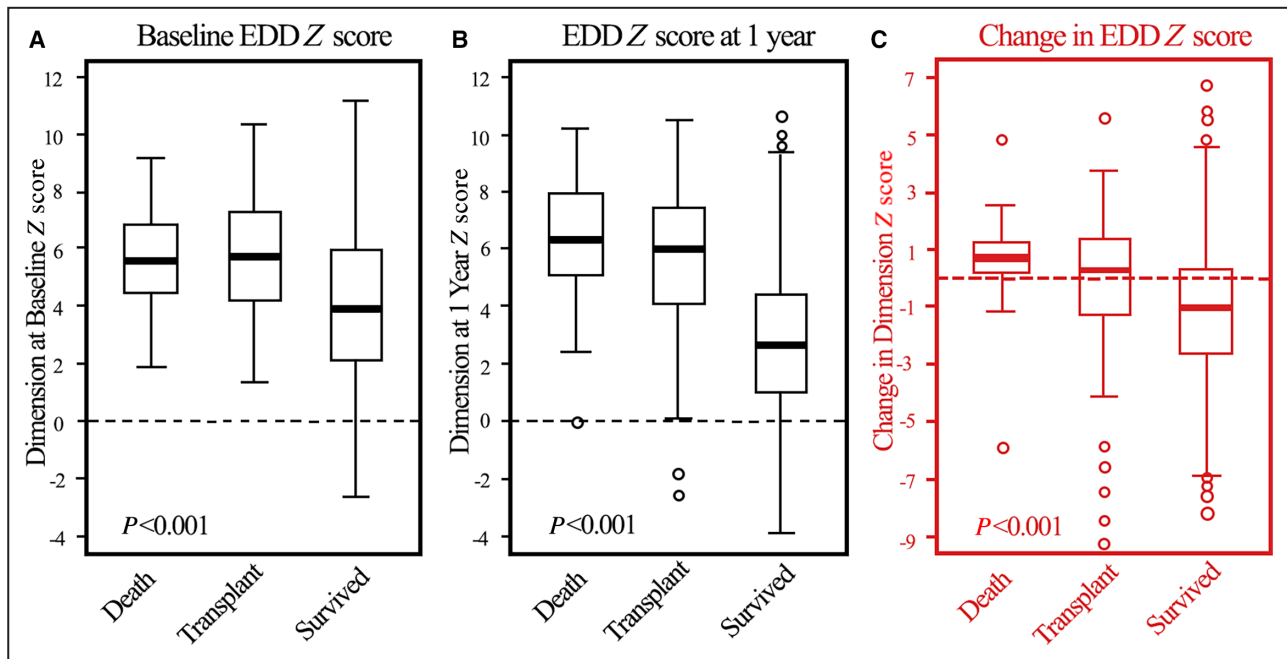 A
Baseline EDD Z score
Dimension at Baseline Z score
12
10
8
6
4
2
0
-2
-4
P<0.001
Death
Transplant
Survived
B
EDD Z score at 1 year
Dimension at 1 Year Z score
12
10
8
6
4
2
0
-2
-4
P<0.001
Death
Transplant
Survived
C
Change in EDD Z score
Change in Dimension Z score
7
5
3
1
-1
-3
-5
-7
-9
P<0.001
Death
Transplant
Survived